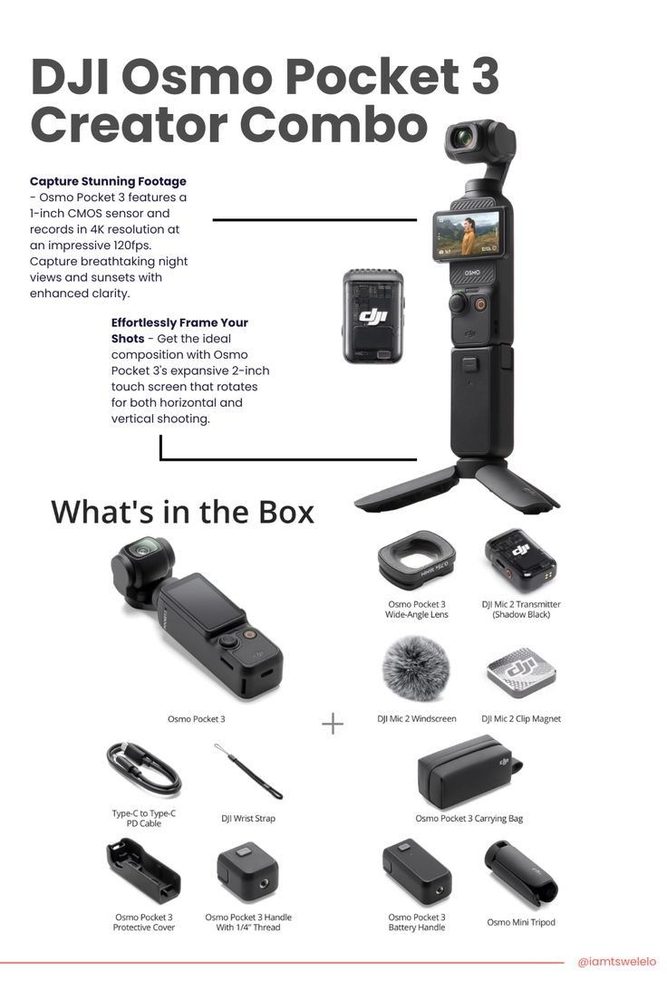 DJI Osmo Pocket 3
Creator Combo
Capture Stunning Footage
- Osmo Pocket 3 features a
1-inch CMOS sensor and
records in 4K resolution at
an impressive 120fps.
Capture breathtaking night
views and sunsets with
enhanced clarity.
OSMO
dji
Effortlessly Frame Your
Shots - Get the ideal
composition with Osmo
Pocket 3's expansive 2-inch
touch screen that rotates
for both horizontal and
vertical shooting.
What's in the Box
dji
Osmo Pocket 3
Wide-Angle Lens
DJI Mic 2 Transmitter
(Shadow Black)
dji
Osmo Pocket 3
DJI Mic 2 Windscreen
DJI Mic 2 Clip Magnet
Type-C to Type-C
PD Cable
DJI Wrist Strap
Osmo Pocket 3 Carrying Bag
Osmo Pocket 3
Protective Cover
Osmo Pocket 3 Handle
With 1/4" Thread
Osmo Pocket 3
Battery Handle
Osmo Mini Tripod
@iamtswelelo